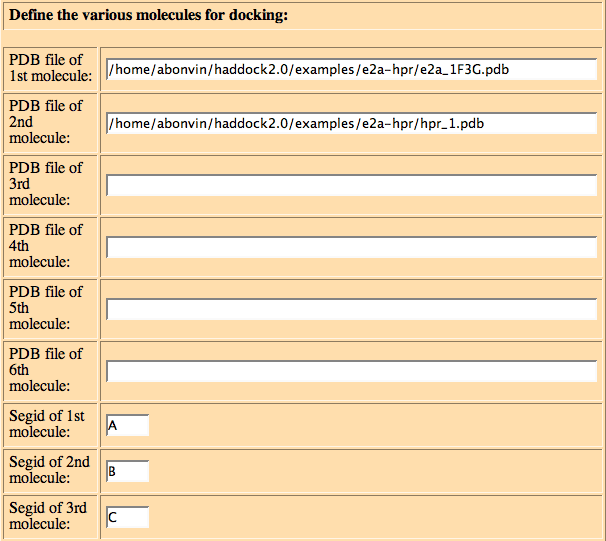 Define the various molecules for docking:
PDB file of
1st molecule:
/home/abonvin/haddock2.0/examples/e2a-hpr/e2a_1F3G.pdb
PDB file of
2nd
molecule:
/home/abonvin/haddock2.0/examples/e2a-hpr/hpr_1.pdb
PDB file of
3rd
molecule:
PDB file of
4th
molecule:
PDB file of
5th
molecule:
PDB file of
6th
molecule:
Segid of 1st
molecule:
A
Segid of 2nd
molecule:
B
Segid of 3rd
molecule:
C